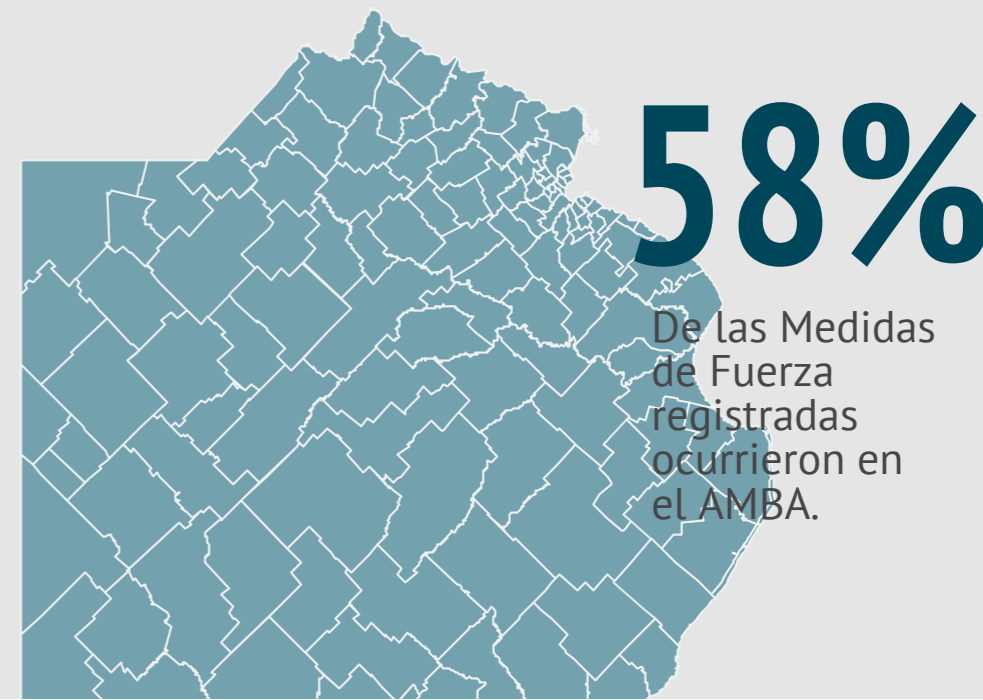 58%
De las Medidas
de Fuerza
registradas
ocurrieron en
el AMBA.